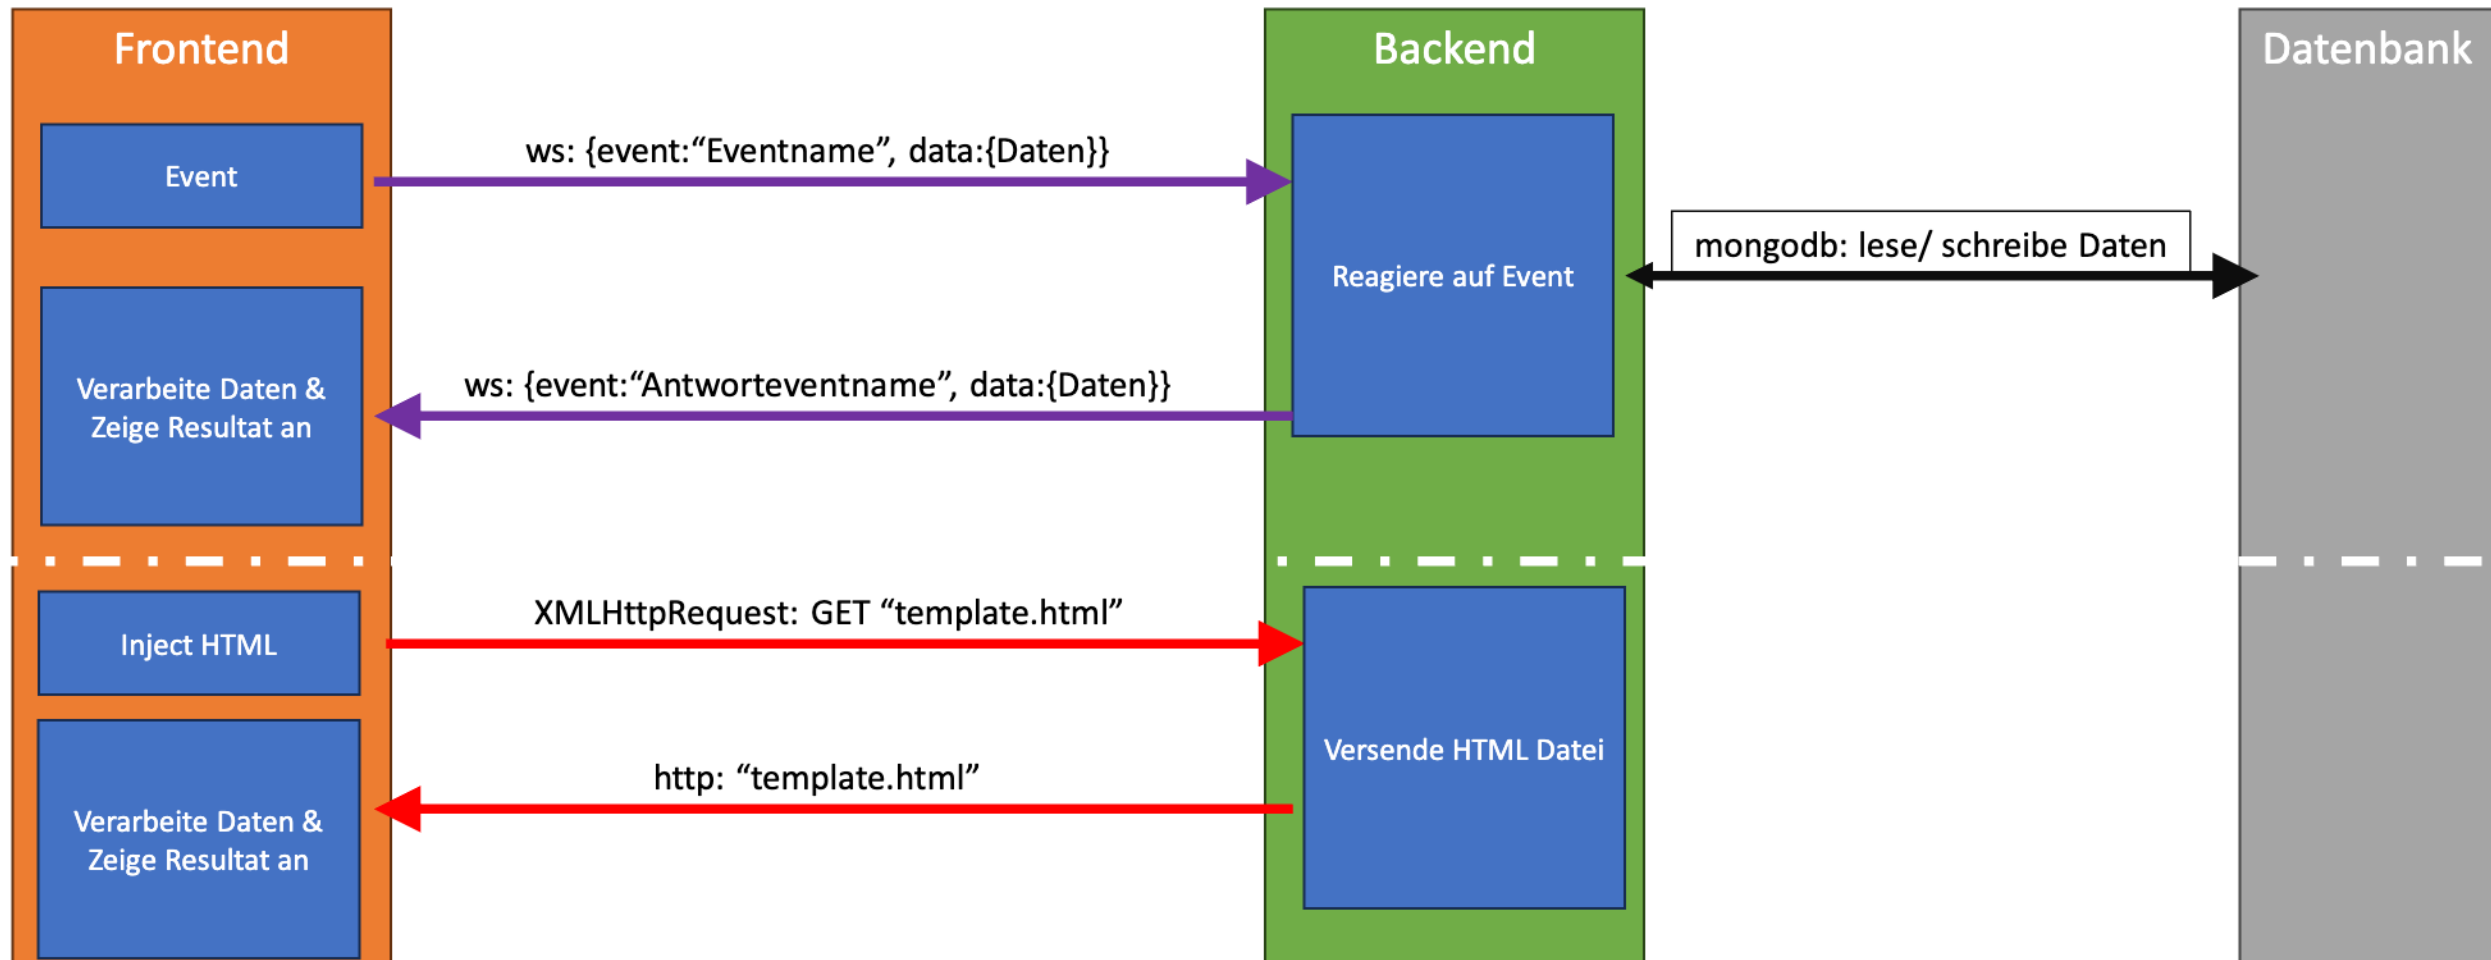 Frontend
Backend
Datenbank
Event
ws: {event:“Eventname”, data:{Daten}}
Reagiere auf Event
mongodb: lese/ schreibe Daten
Verarbeite Daten &
Zeige Resultat an
ws: {event:“Antworteventname”, data:{Daten}}
Inject HTML
XMLHttpRequest: GET “template.html”
Versende HTML Datei
http: “template.html”
Verarbeite Daten &
Zeige Resultat an